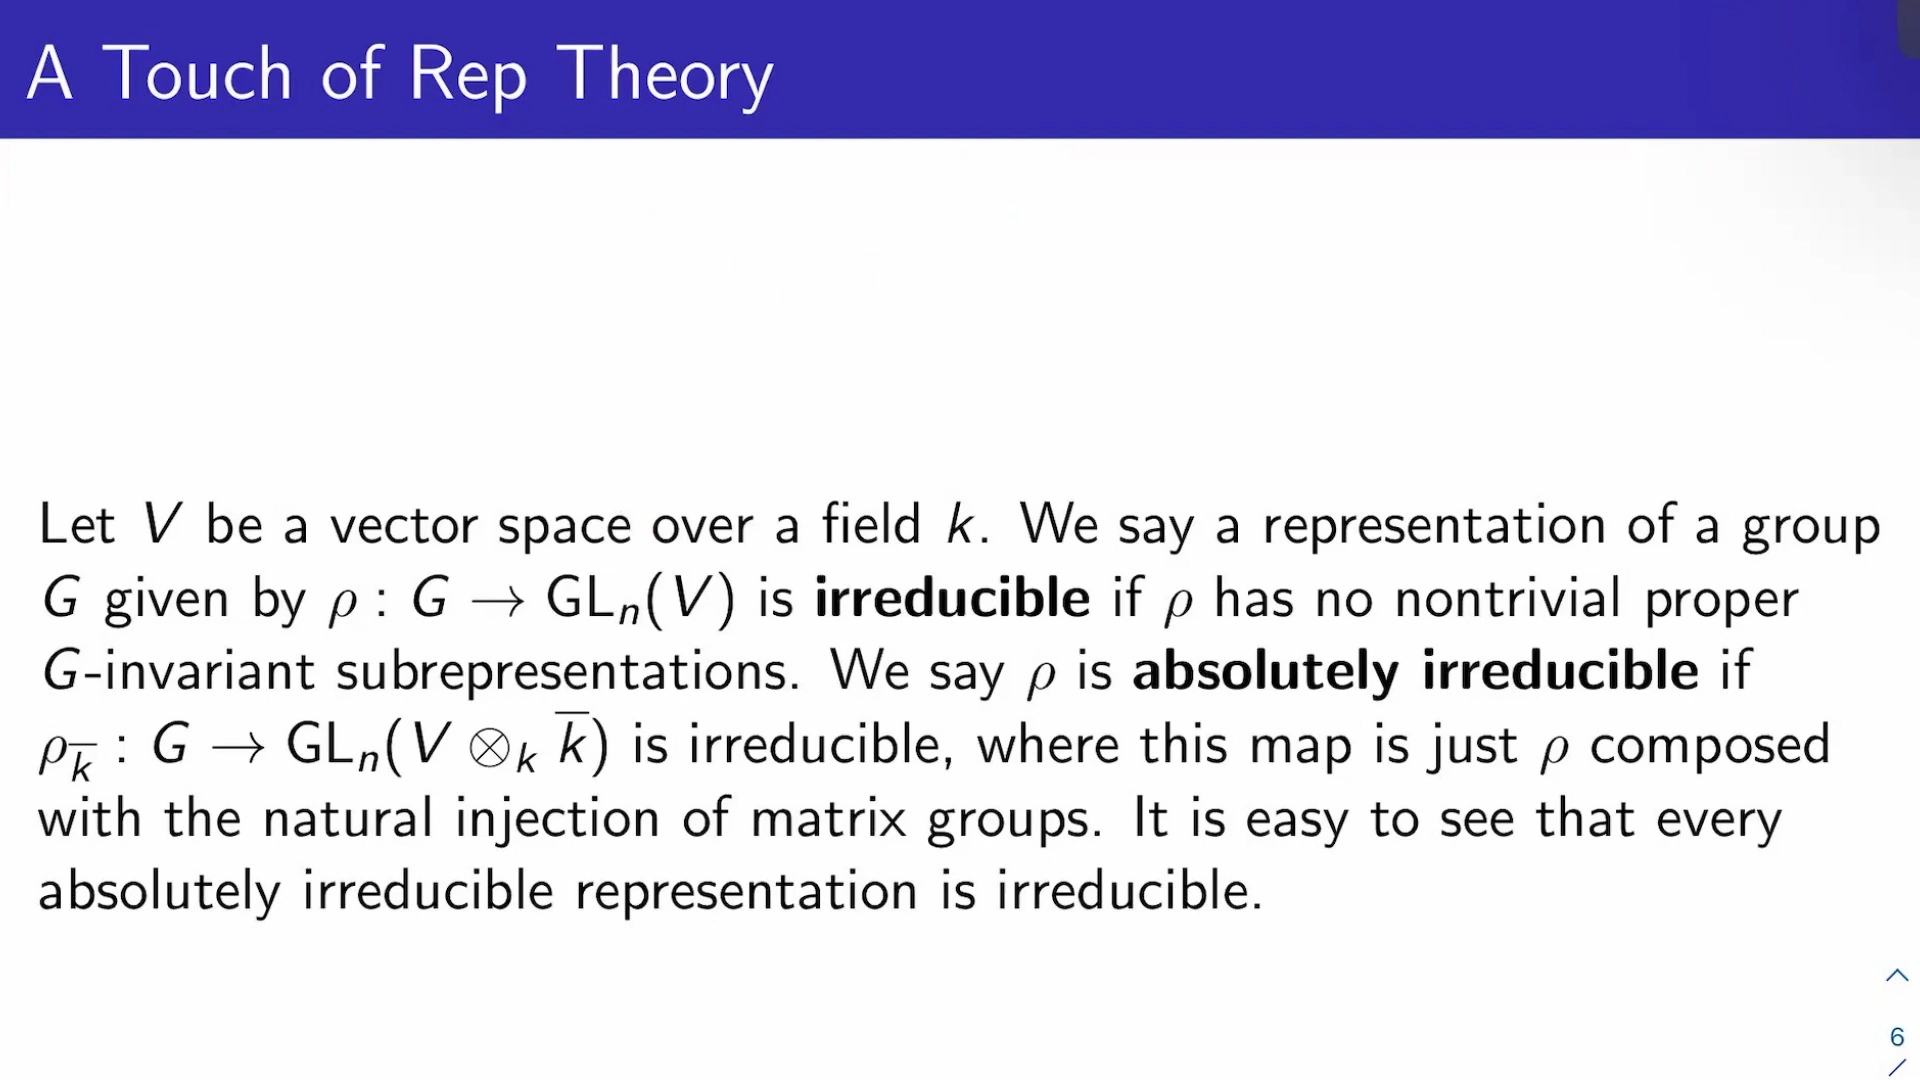 A Touch of Rep Theory
Let V be a vector space over a field k. We say a representation of a group
G given by ρ : G → GLₙ(V) is irreducible if ρ has no nontrivial proper
G-invariant subrepresentations. We say ρ is absolutely irreducible if
ρ_k̅ : G → GLₙ(V ⊗ₖ k̅) is irreducible, where this map is just ρ composed
with the natural injection of matrix groups. It is easy to see that every
absolutely irreducible representation is irreducible.
6
/